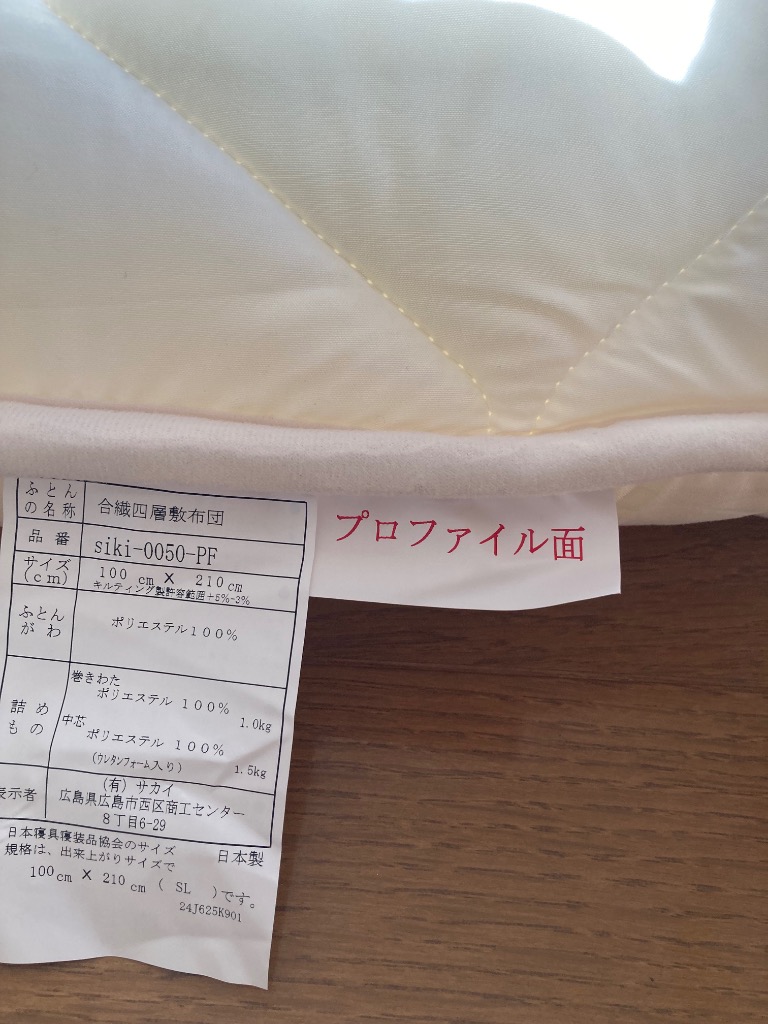 ふとん
の名称
合繊四層敷布団
品番
siki-0050-PF
サイズ
(cm)
100 cm X 210cm
キルティング製許容範囲+5%-3%
ふとん
がわ
ポリエステル100%
詰め
もの
巻きわた
ポリエステル 100%
1.0kg
中芯
ポリエステル 100%
(ウレタンフォーム入り)
1.5kg
表示者
(有) サカイ
広島県広島市西区商工センター
8丁目6-29
日本寝具寝装品協会のサイズ
規格は、出来上がりサイズで
日本製
100cm X 210cm ( SL )です。
24J625K901
プロファイル面